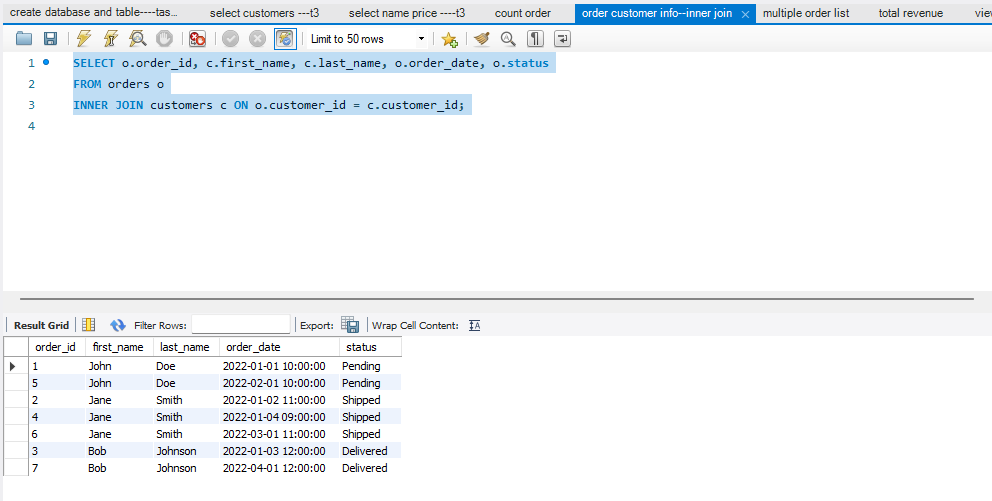 create database and table----tas... select customers ---t3 select name price ----t3 count order order customer info--inner join × multiple order list total revenue view
Limit to 50 rows
1 SELECT o.order_id, c.first_name, c.last_name, o.order_date, o.status
2 FROM orders o
3 INNER JOIN customers c ON o.customer_id = c.customer_id;
4
Result Grid Filter Rows: Export: Wrap Cell Content: IA
order_id first_name last_name order_date status
1 John Doe 2022-01-01 10:00:00 Pending
5 John Doe 2022-02-01 10:00:00 Pending
2 Jane Smith 2022-01-02 11:00:00 Shipped
4 Jane Smith 2022-01-04 09:00:00 Shipped
6 Jane Smith 2022-03-01 11:00:00 Shipped
3 Bob Johnson 2022-01-03 12:00:00 Delivered
7 Bob Johnson 2022-04-01 12:00:00 Delivered